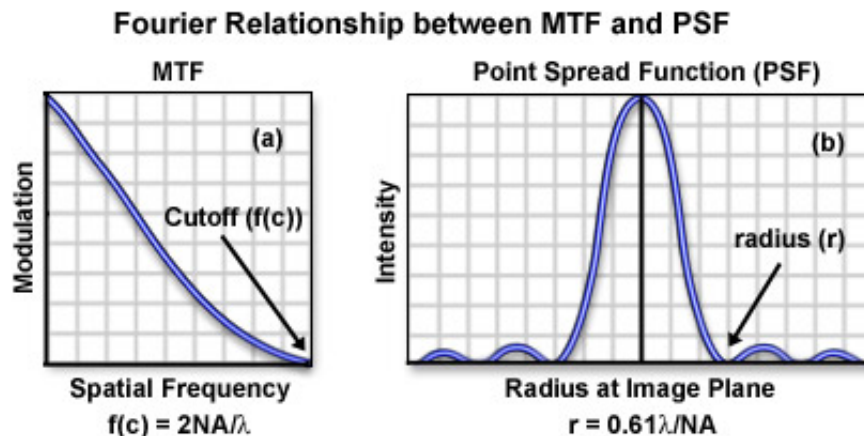 Fourier Relationship between MTF and PSF
MTF
(a)
Modulation
Cutoff (f(c))
Spatial Frequency
f(c) = 2NA/λ
Point Spread Function (PSF)
(b)
Intensity
radius (r)
Radius at Image Plane
r = 0.61λ/NA